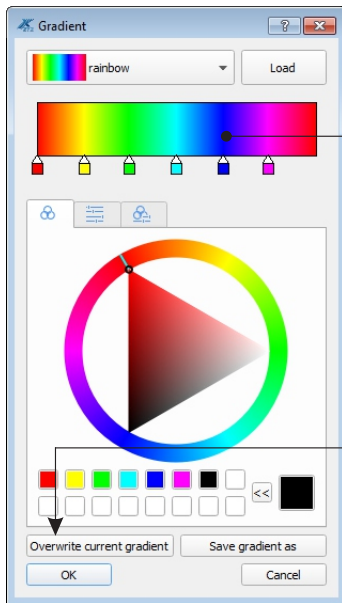 Gradient
rainbow
Load
<<
Overwrite current gradient
Save gradient as
OK
Cancel